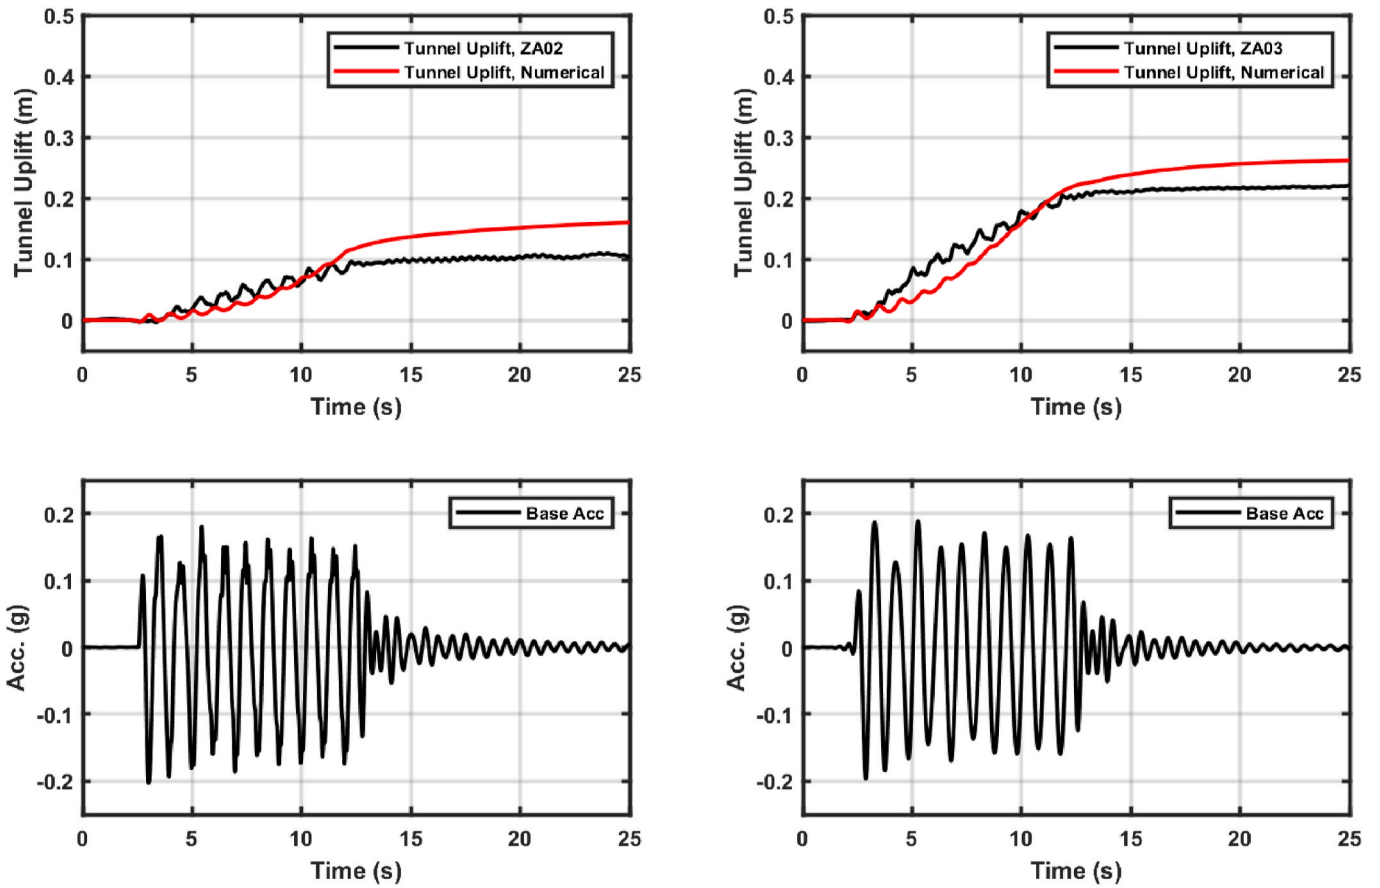 Tunnel Uplift (m)
0.5
0.4
0.3
0.2
0.1
0
Tunnel Uplift, ZA02
Tunnel Uplift, Numerical
0 5 10 15 20 25
Time (s)
Tunnel Uplift (m)
0.5
0.4
0.3
0.2
0.1
0
Tunnel Uplift, ZA03
Tunnel Uplift, Numerical
0 5 10 15 20 25
Time (s)
Acc. (g)
0.2
0.1
0
-0.1
-0.2
Base Acc
0 5 10 15 20 25
Time (s)
Acc. (g)
0.2
0.1
0
-0.1
-0.2
Base Acc
0 5 10 15 20 25
Time (s)